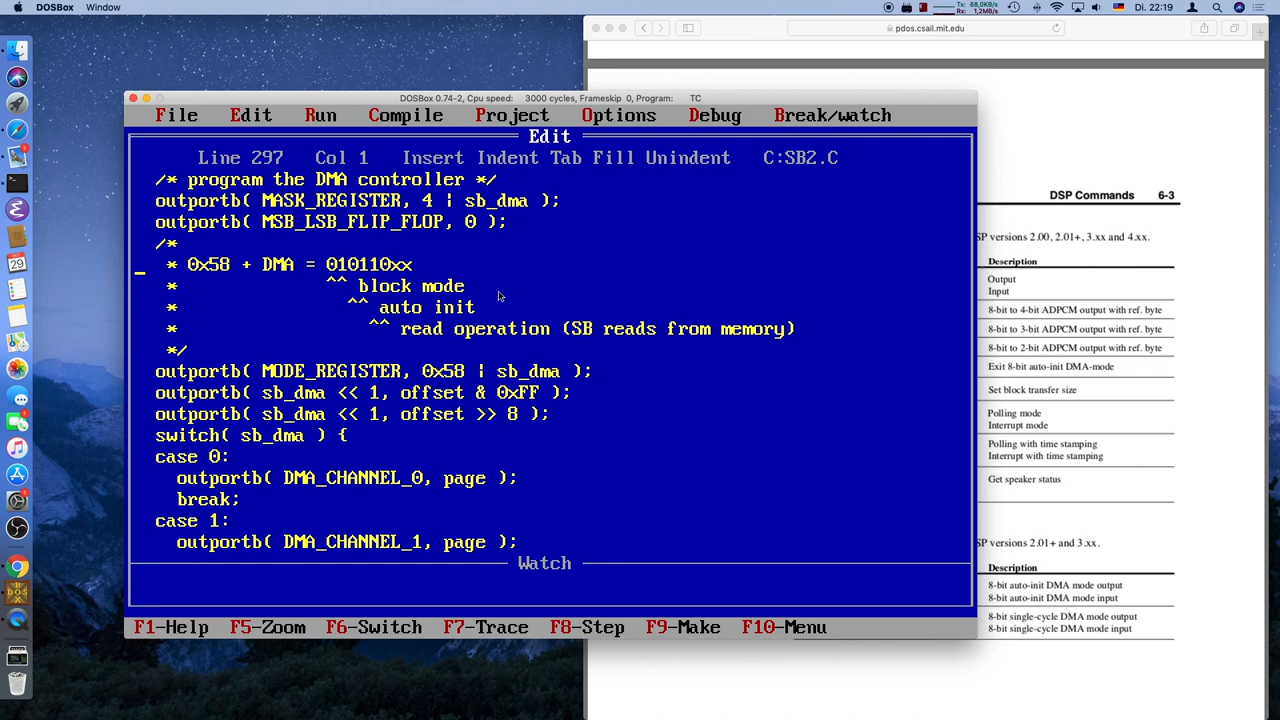 DOSBox Window
Tx: 68,0KB/s
Rx: 1,2MB/s
Di. 22:19
pdos.csail.mit.edu
DOSBox 0.74-2, Cpu speed: 3000 cycles, Frameskip 0, Program: TC
File Edit Run Compile Project Options Debug Break/watch
Edit
Line 297 Col 1 Insert Indent Tab Fill Unindent C:SB2.C
/* program the DMA controller */
outportb( MASK_REGISTER, 4 | sb_dma );
outportb( MSB_LSB_FLIP_FLOP, 0 );
/*
* 0x58 + DMA = 010110xx
* ^^ block mode
* ^^ auto init
* ^^ read operation (SB reads from memory)
*/
outportb( MODE_REGISTER, 0x58 | sb_dma );
outportb( sb_dma << 1, offset & 0xFF );
outportb( sb_dma << 1, offset >> 8 );
switch( sb_dma ) {
case 0:
outportb( DMA_CHANNEL_0, page );
break;
case 1:
outportb( DMA_CHANNEL_1, page );
Watch
F1-Help F5-Zoom F6-Switch F7-Trace F8-Step F9-Make F10-Menu
DSP Commands 6-3
SP versions 2.00, 2.01+, 3.xx and 4.xx.
Description
Output
Input
8-bit to 4-bit ADPCM output with ref. byte
8-bit to 3-bit ADPCM output with ref. byte
8-bit to 2-bit ADPCM output with ref. byte
Exit 8-bit auto-init DMA-mode
Set block transfer size
Polling mode
Interrupt mode
Polling with time stamping
Interrupt with time stamping
Get speaker status
SP versions 2.01+ and 3.xx.
Description
8-bit auto-init DMA mode output
8-bit auto-init DMA mode input
8-bit single-cycle DMA mode output
8-bit single-cycle DMA mode input
29